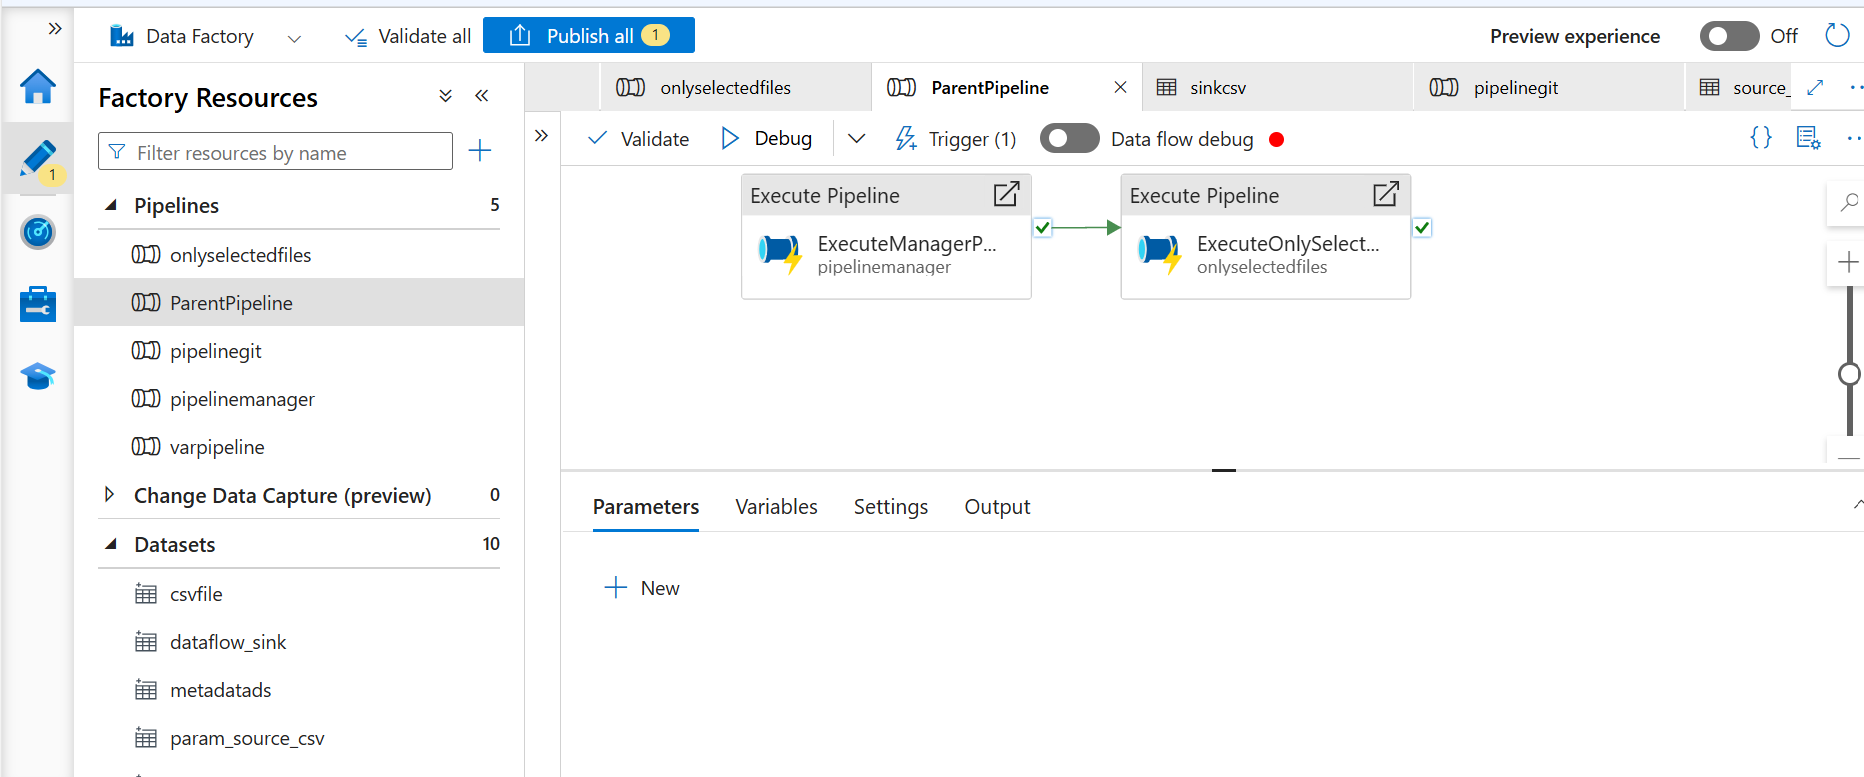 Data Factory
Validate all
Publish all 1
Preview experience Off
Factory Resources
Filter resources by name
1
Pipelines 5
onlyselectedfiles
ParentPipeline
pipelinegit
pipelinemanager
varpipeline
Change Data Capture (preview) 0
Datasets 10
csvfile
dataflow_sink
metadatads
param_source_csv
onlyselectedfiles
ParentPipeline
sinkcsv
pipelinegit
source_
Validate
Debug
Trigger (1)
Data flow debug
{}
Execute Pipeline
ExecuteManagerP...
pipelinemanager
Execute Pipeline
ExecuteOnlySelect...
onlyselectedfiles
Parameters Variables Settings Output
New